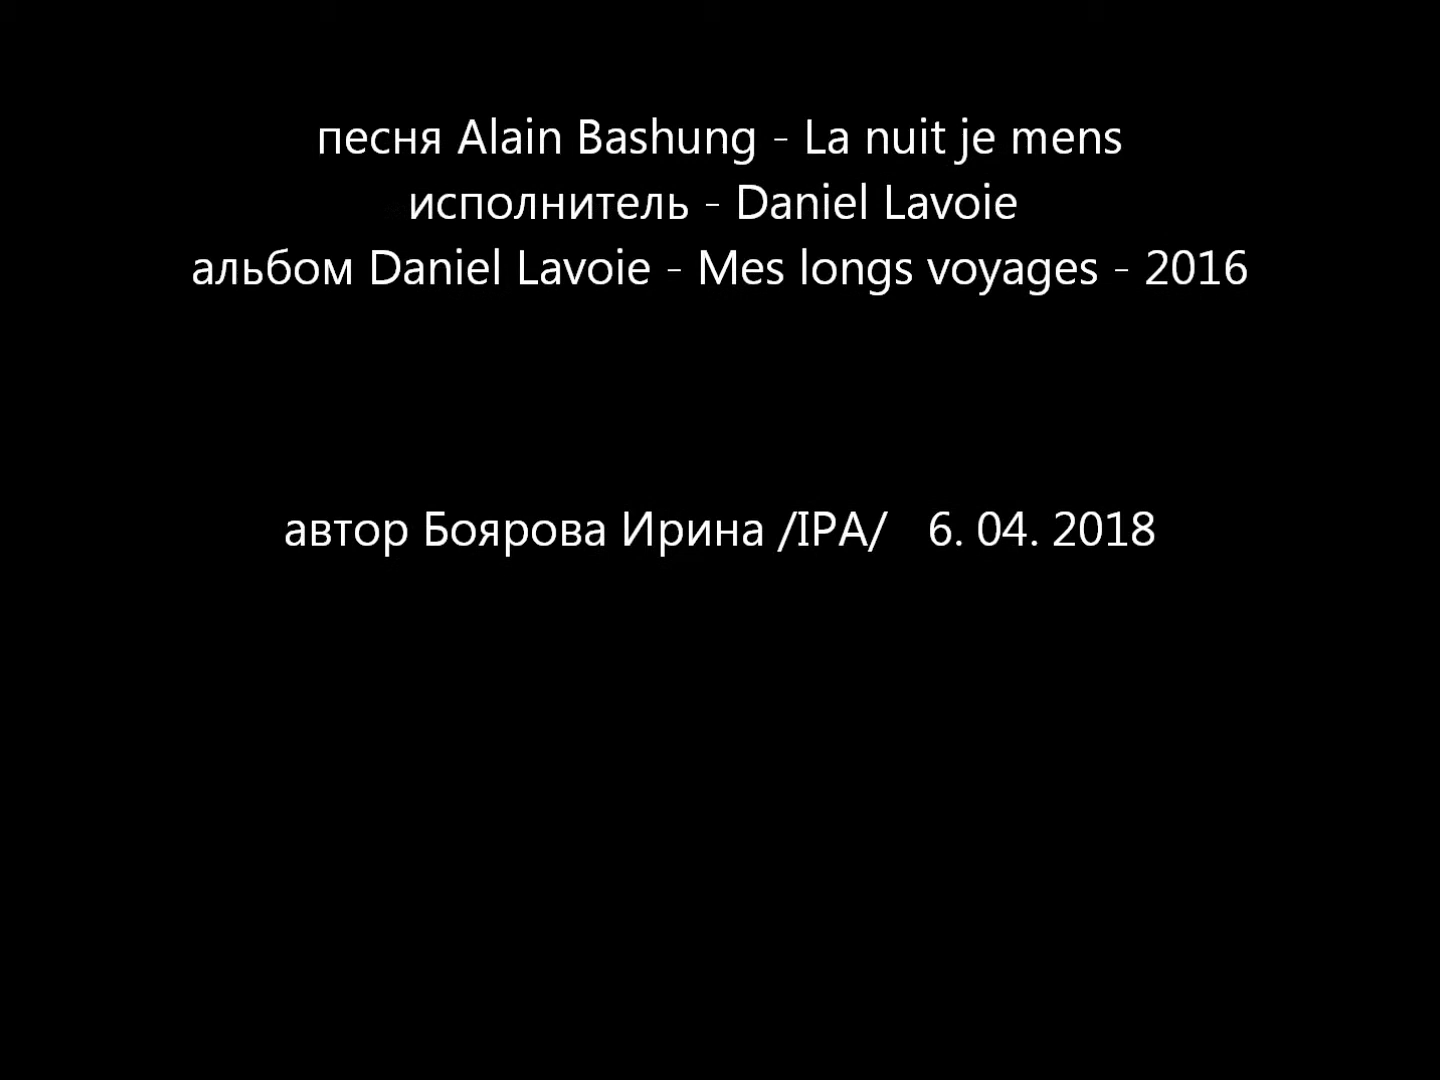 песня Alain Bashung - La nuit je mens
исполнитель - Daniel Lavoie
альбом Daniel Lavoie - Mes longs voyages - 2016
автор Боярова Ирина /IPA/ 6. 04. 2018